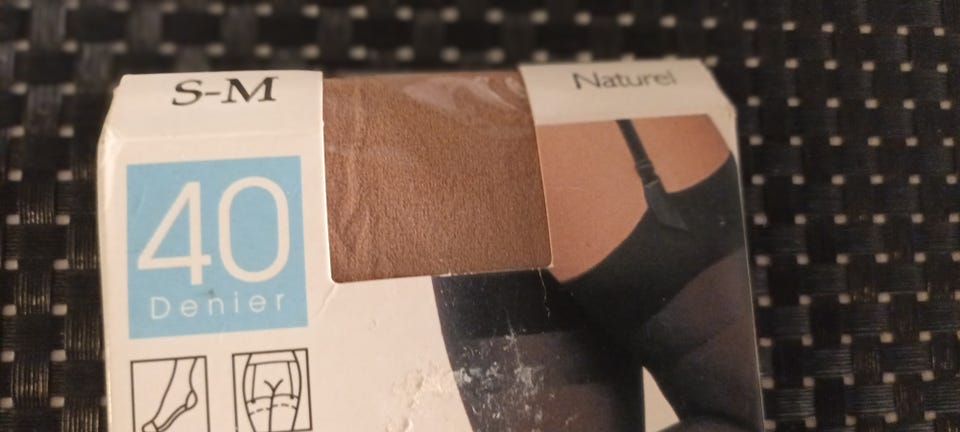 S-M
Naturel
40
Denier